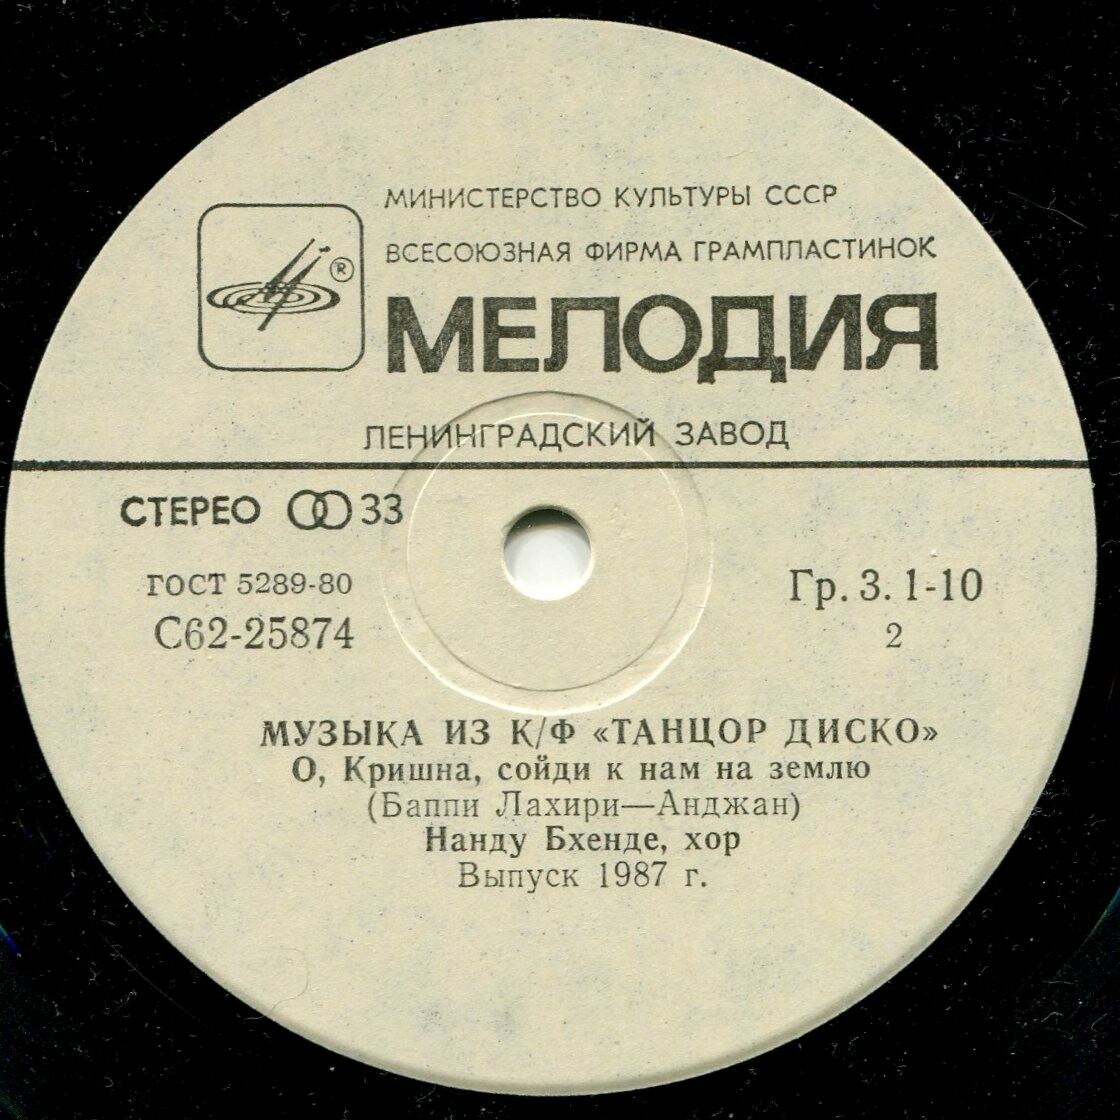 МИНИСТЕРСТВО КУЛЬТУРЫ СССР
ВСЕСОЮЗНАЯ ФИРМА ГРАМПЛАСТИНОК
®
МЕЛОДИЯ
ЛЕНИНГРАДСКИЙ ЗАВОД
СТЕРЕО 33
ГОСТ 5289-80
С62-25874
Гр. 3. 1-10
2
МУЗЫКА ИЗ К/Ф «ТАНЦОР ДИСКО»
О, Кришна, сойди к нам на землю
(Баппи Лахири—Анджан)
Нанду Бхенде, хор
Выпуск 1987 г.